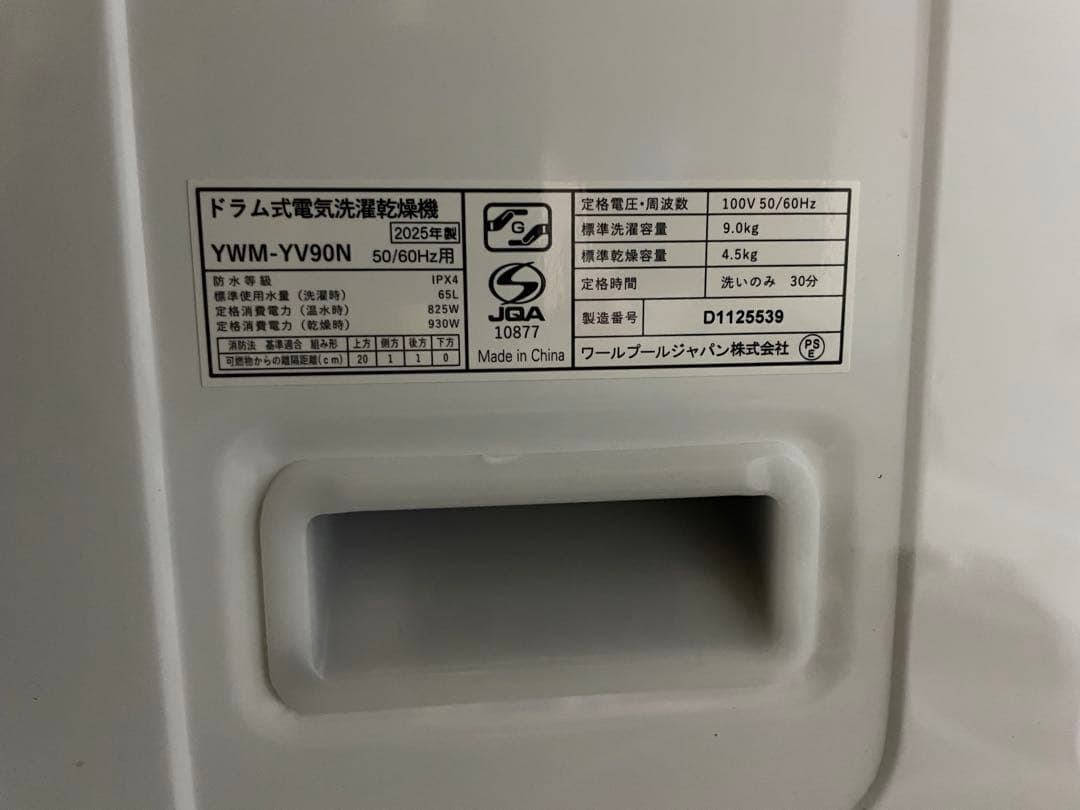 ドラム式電気洗濯乾燥機
2025年製
YWM-YV90N 50/60Hz用
防水等級 IPX4
標準使用水量（洗濯時） 65L
定格消費電力（温水時） 825W
定格消費電力（乾燥時） 930W
消防法 基準適合 組み形 上方 側方 後方 下方
可燃物からの離隔距離(cm) 20 1 1 0
G
JQA
10877
Made in China
定格電圧・周波数 100V 50/60Hz
標準洗濯容量 9.0kg
標準乾燥容量 4.5kg
定格時間 洗いのみ 30分
製造番号 D1125539
ワールプールジャパン株式会社 PSE